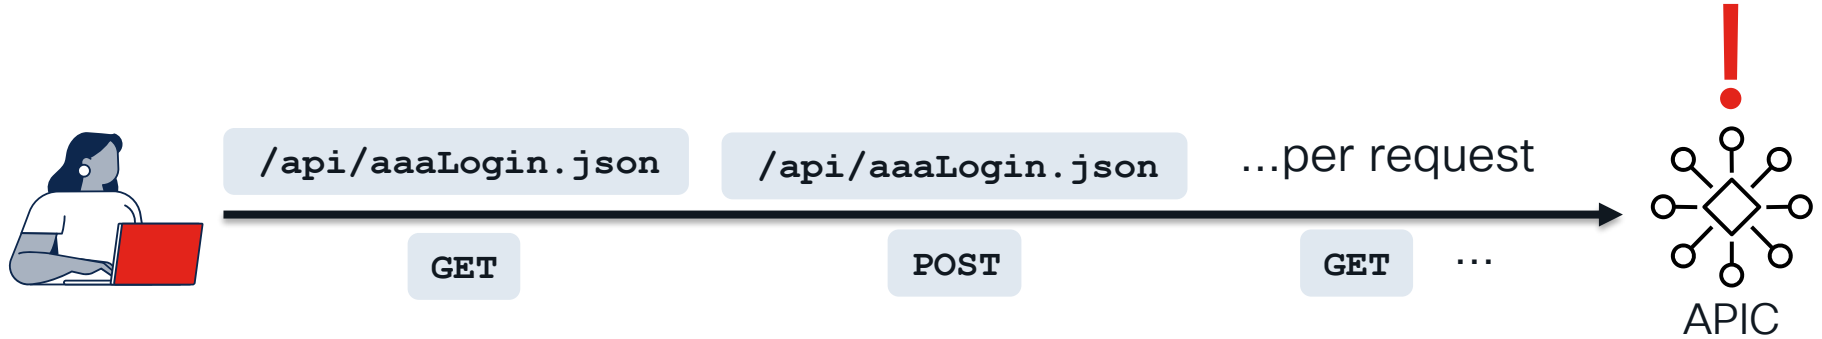 /api/aaaLogin.json
/api/aaaLogin.json
...per request
GET
POST
GET
...
APIC